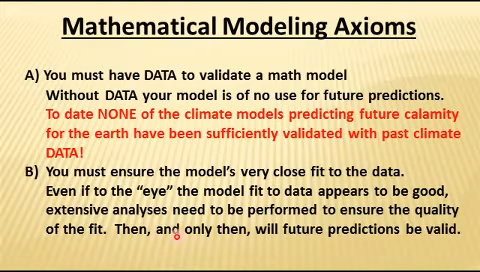 Mathematical Modeling Axioms
A) You must have DATA to validate a math model
Without DATA your model is of no use for future predictions.
To date NONE of the climate models predicting future calamity
for the earth have been sufficiently validated with past climate
DATA!
B) You must ensure the model's very close fit to the data.
Even if to the “eye” the model fit to data appears to be good,
extensive analyses need to be performed to ensure the quality
of the fit. Then, and only then, will future predictions be valid.